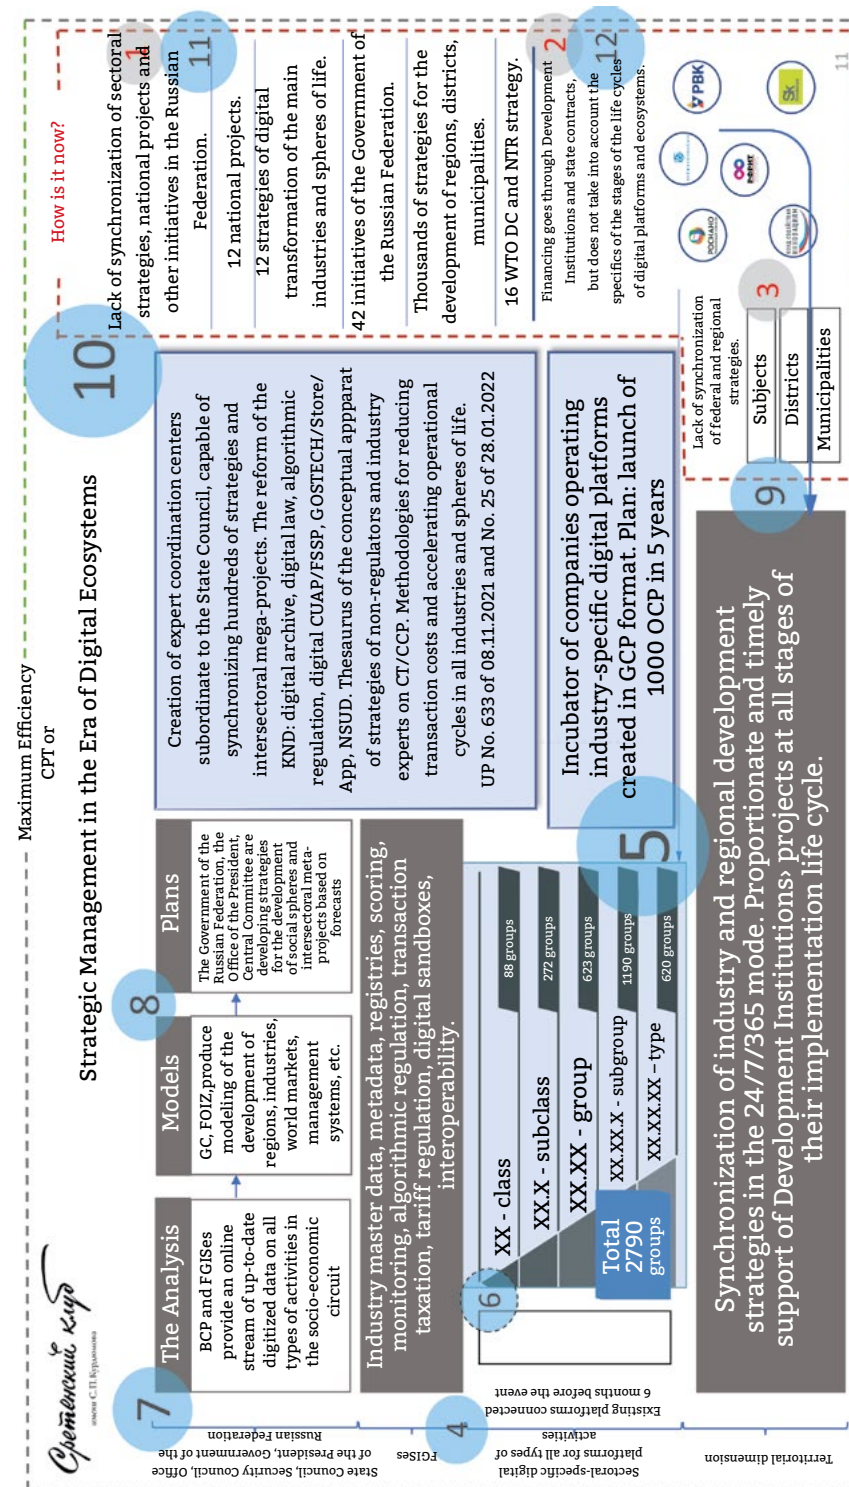 Maximum Efficiency
CPT or
Сретенский клуб
имени С.П.Курдюмова
Strategic Management in the Era of Digital Ecosystems
7
8
10
The Analysis
BCP and FGISes
provide an online
stream of up-to-date
digitized data on all
types of activities in
the socio-economic
circuit
Models
GC, FOIZ,produce
modeling of the
development of
regions, industries,
world markets,
management
systems, etc.
Plans
The Government of the
Russian Federation, the
Office of the President,
Central Committee are
developing strategies
for the development
of social spheres and
intersectoral meta-
projects based on
forecasts
Creation of expert coordination centers
subordinate to the State Council, capable of
synchronizing hundreds of strategies and
intersectoral mega-projects. The reform of the
KND: digital archive, digital law, algorithmic
regulation, digital CUAP/FSSP, GOSTECH/Store/
App, NSUD. Thesaurus of the conceptual appparat
of strategies of non-regulators and industry
experts on CT/CCP. Methodologies for reducing
transaction costs and accelerating operational
cycles in all industries and spheres of life.
UP No. 633 of 08.11.2021 and No. 25 of 28.01.2022
How is it now?
1
11
Lack of synchronization of sectoral
strategies, national projects and
other initiatives in the Russian
Federation.
12 national projects.
12 strategies of digital
transformation of the main
industries and spheres of life.
42 initiatives of the Government of
the Russian Federation.
Thousands of strategies for the
development of regions, districts,
municipalities.
16 WTO DC and NTR strategy.
2
12
Financing goes through Development
Institutions and state contracts,
but does not take into account the
specifics of the stages of the life cycles
of digital platforms and ecosystems.
РОСНАНО
РВК
Sk
Lack of synchronization
of federal and regional
strategies.
3
Subjects
Districts
Municipalities
9
State Council, Security Council, Office
of the President, Government of the
Russian Federation
FGISes
4
Sectoral-specific digital
platforms for all types of
activities
Territorial dimension
Industry master data, metadata, registries, scoring,
monitoring, algorithmic regulation, transaction
taxation, tariff regulation, digital sandboxes,
interoperability.
Existing platforms connected
6 months before the event
6
XX - class
88 groups
XX.X - subclass
272 groups
XX.XX - group
623 groups
XX.XX.X - subgroup
1190 groups
XX.XX.XX – type
620 groups
Total
2790
groups
5
Incubator of companies operating
industry-specific digital platforms
created in GCP format. Plan: launch of
1000 OCP in 5 years
Synchronization of industry and regional development
strategies in the 24/7/365 mode. Proportionate and timely
support of Development Institutions› projects at all stages of
their implementation life cycle.
11